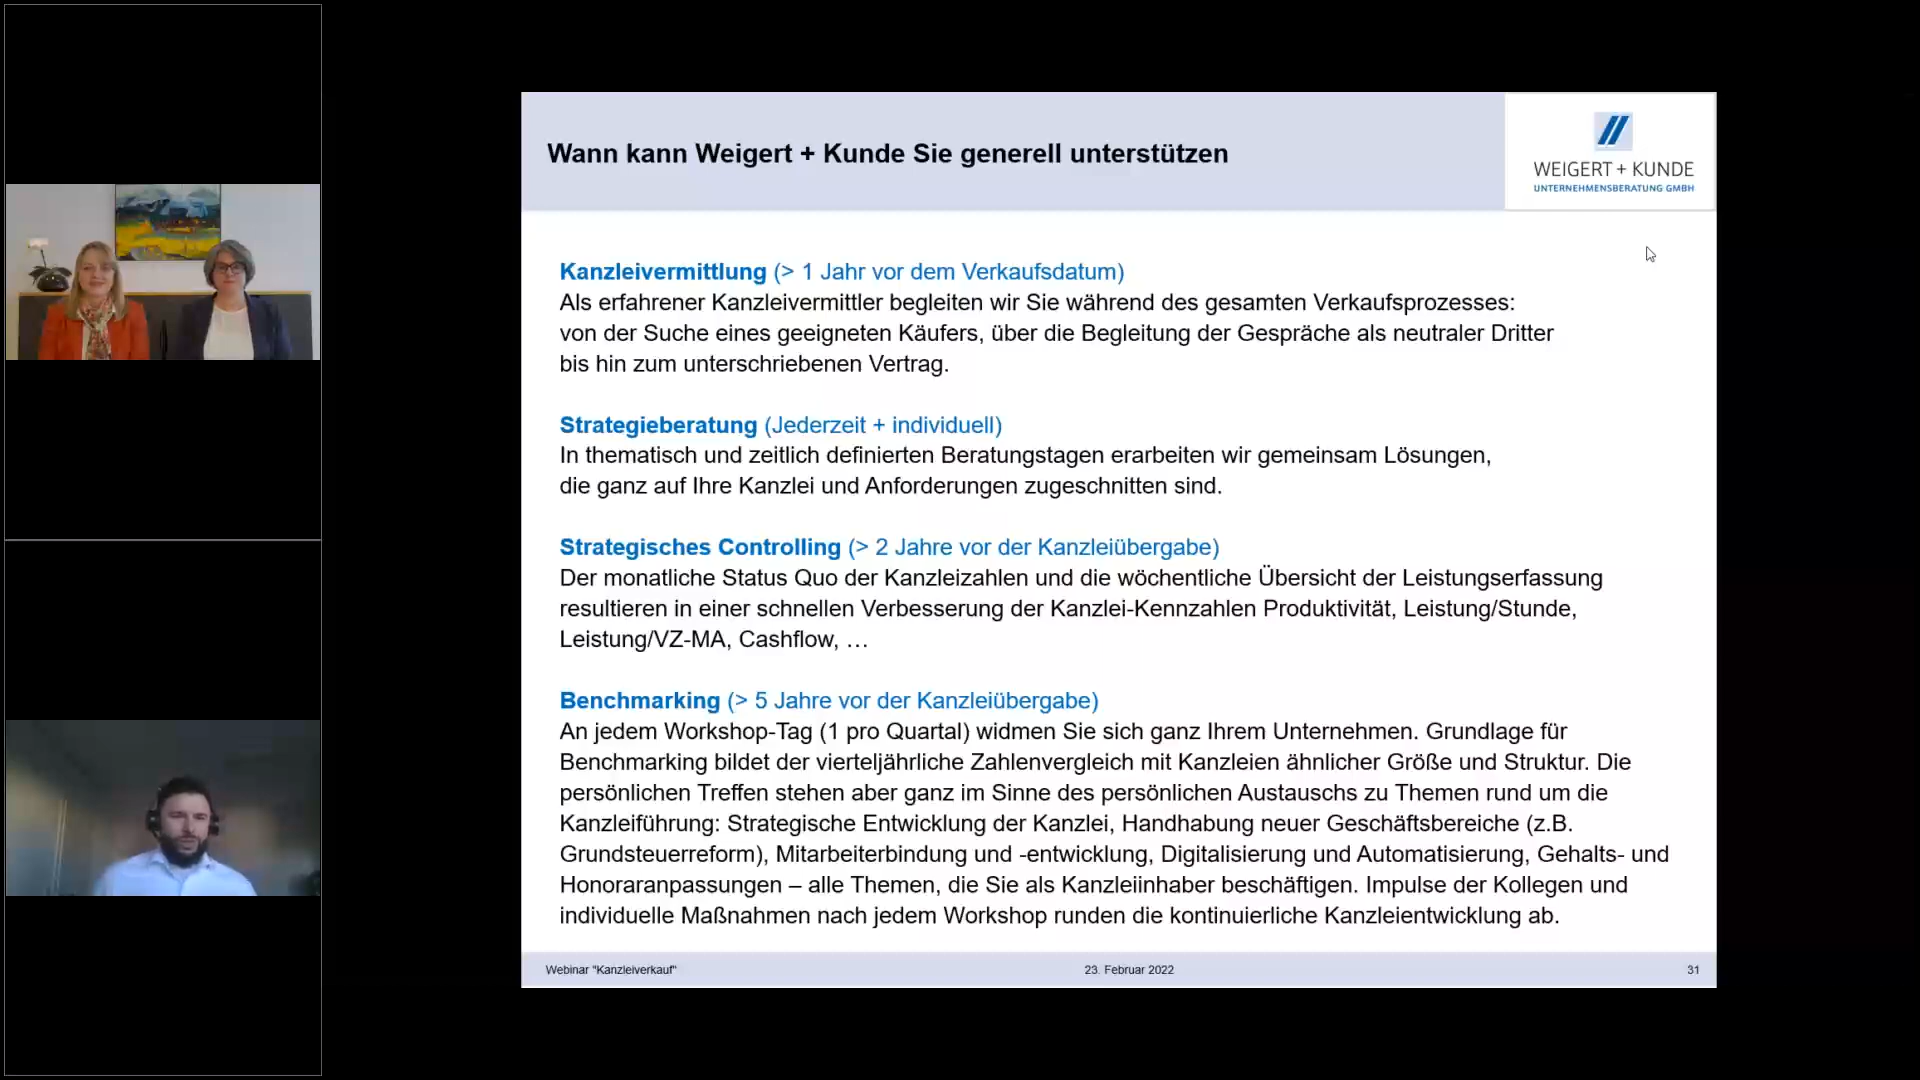 Wann kann Weigert + Kunde Sie generell unterstützen
WEIGERT + KUNDE
UNTERNEHMENSBERATUNG GMBH
Kanzleivermittlung (> 1 Jahr vor dem Verkaufsdatum)
Als erfahrener Kanzleivermittler begleiten wir Sie während des gesamten Verkaufsprozesses:
von der Suche eines geeigneten Käufers, über die Begleitung der Gespräche als neutraler Dritter
bis hin zum unterschriebenen Vertrag.
Strategieberatung (Jederzeit + individuell)
In thematisch und zeitlich definierten Beratungstagen erarbeiten wir gemeinsam Lösungen,
die ganz auf Ihre Kanzlei und Anforderungen zugeschnitten sind.
Strategisches Controlling (> 2 Jahre vor der Kanzleiübergabe)
Der monatliche Status Quo der Kanzleizahlen und die wöchentliche Übersicht der Leistungserfassung
resultieren in einer schnellen Verbesserung der Kanzlei-Kennzahlen Produktivität, Leistung/Stunde,
Leistung/VZ-MA, Cashflow, …
Benchmarking (> 5 Jahre vor der Kanzleiübergabe)
An jedem Workshop-Tag (1 pro Quartal) widmen Sie sich ganz Ihrem Unternehmen. Grundlage für
Benchmarking bildet der vierteljährliche Zahlenvergleich mit Kanzleien ähnlicher Größe und Struktur. Die
persönlichen Treffen stehen aber ganz im Sinne des persönlichen Austauschs zu Themen rund um die
Kanzleiführung: Strategische Entwicklung der Kanzlei, Handhabung neuer Geschäftsbereiche (z.B.
Grundsteuerreform), Mitarbeiterbindung und -entwicklung, Digitalisierung und Automatisierung, Gehalts- und
Honoraranpassungen – alle Themen, die Sie als Kanzleiinhaber beschäftigen. Impulse der Kollegen und
individuelle Maßnahmen nach jedem Workshop runden die kontinuierliche Kanzleientwicklung ab.
Webinar "Kanzleiverkauf"
23. Februar 2022
31